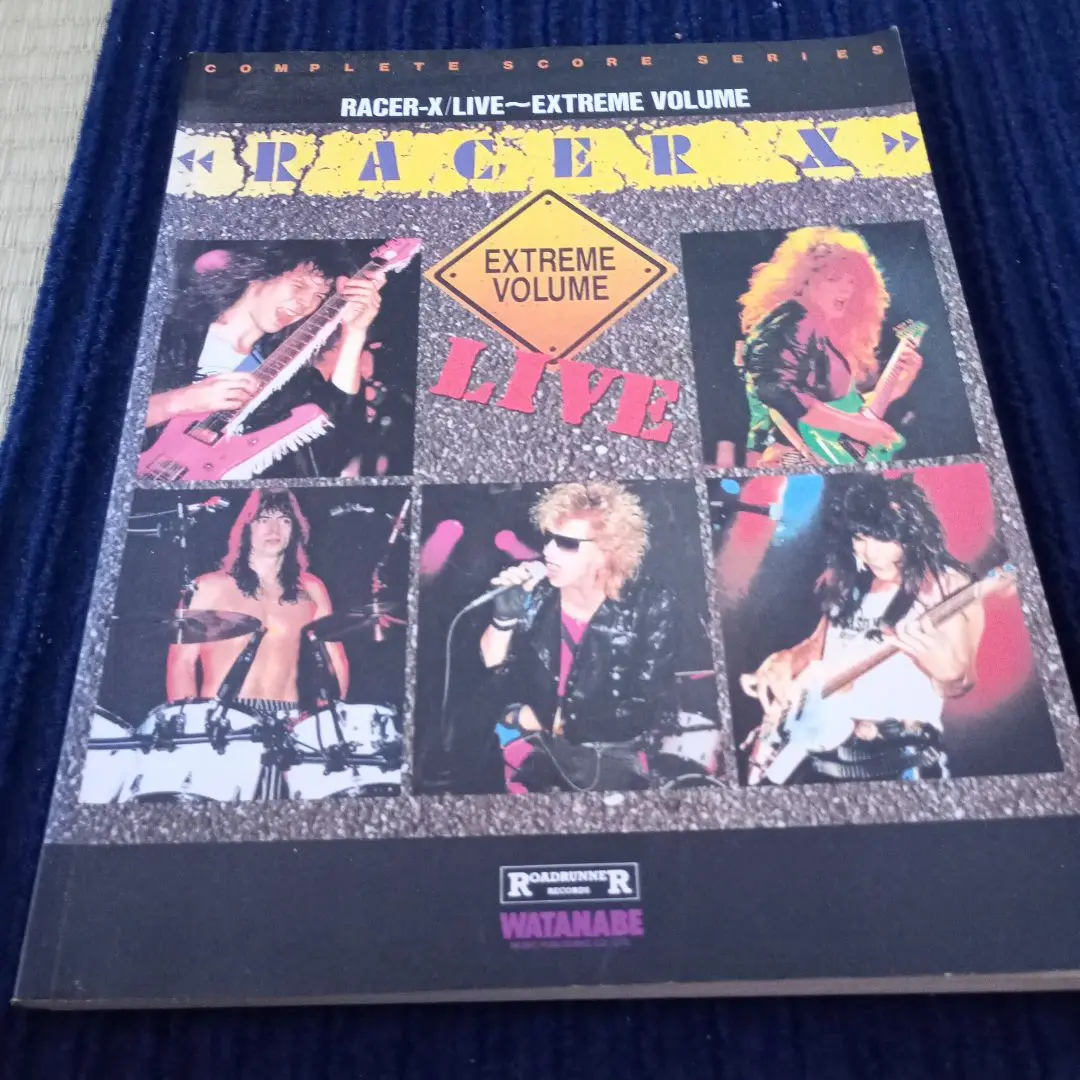 COMPLETE SCORE SERIES
RACER-X/LIVE~EXTREME VOLUME
«RACER X»
EXTREME
VOLUME
LIVE
ROADRUNNER
RECORDS
WATANABE